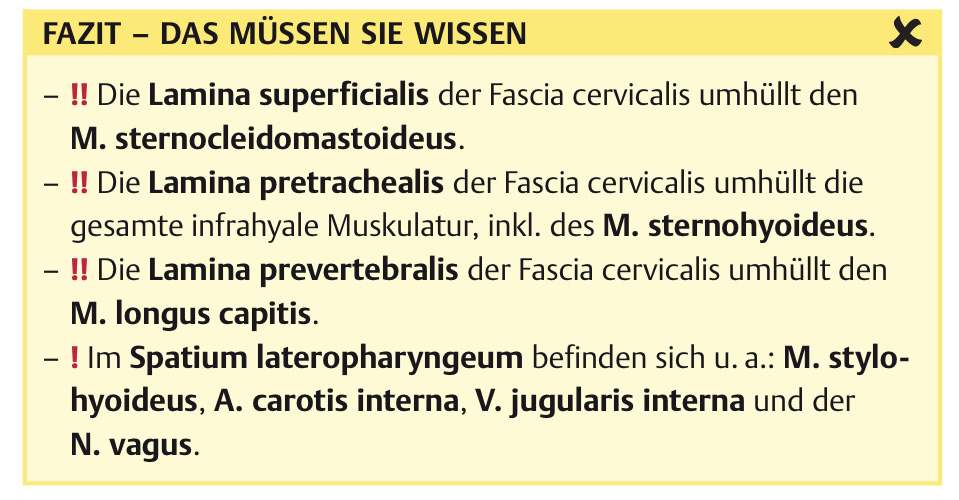 FAZIT – DAS MÜSSEN SIE WISSEN
– !! Die Lamina superficialis der Fascia cervicalis umhüllt den
M. sternocleidomastoideus.
– !! Die Lamina pretrachealis der Fascia cervicalis umhüllt die
gesamte infrahyale Muskulatur, inkl. des M. sternohyoideus.
– !! Die Lamina prevertebralis der Fascia cervicalis umhüllt den
M. longus capitis.
– ! Im Spatium lateropharyngeum befinden sich u. a.: M. stylo-
hyoideus, A. carotis interna, V. jugularis interna und der
N. vagus.